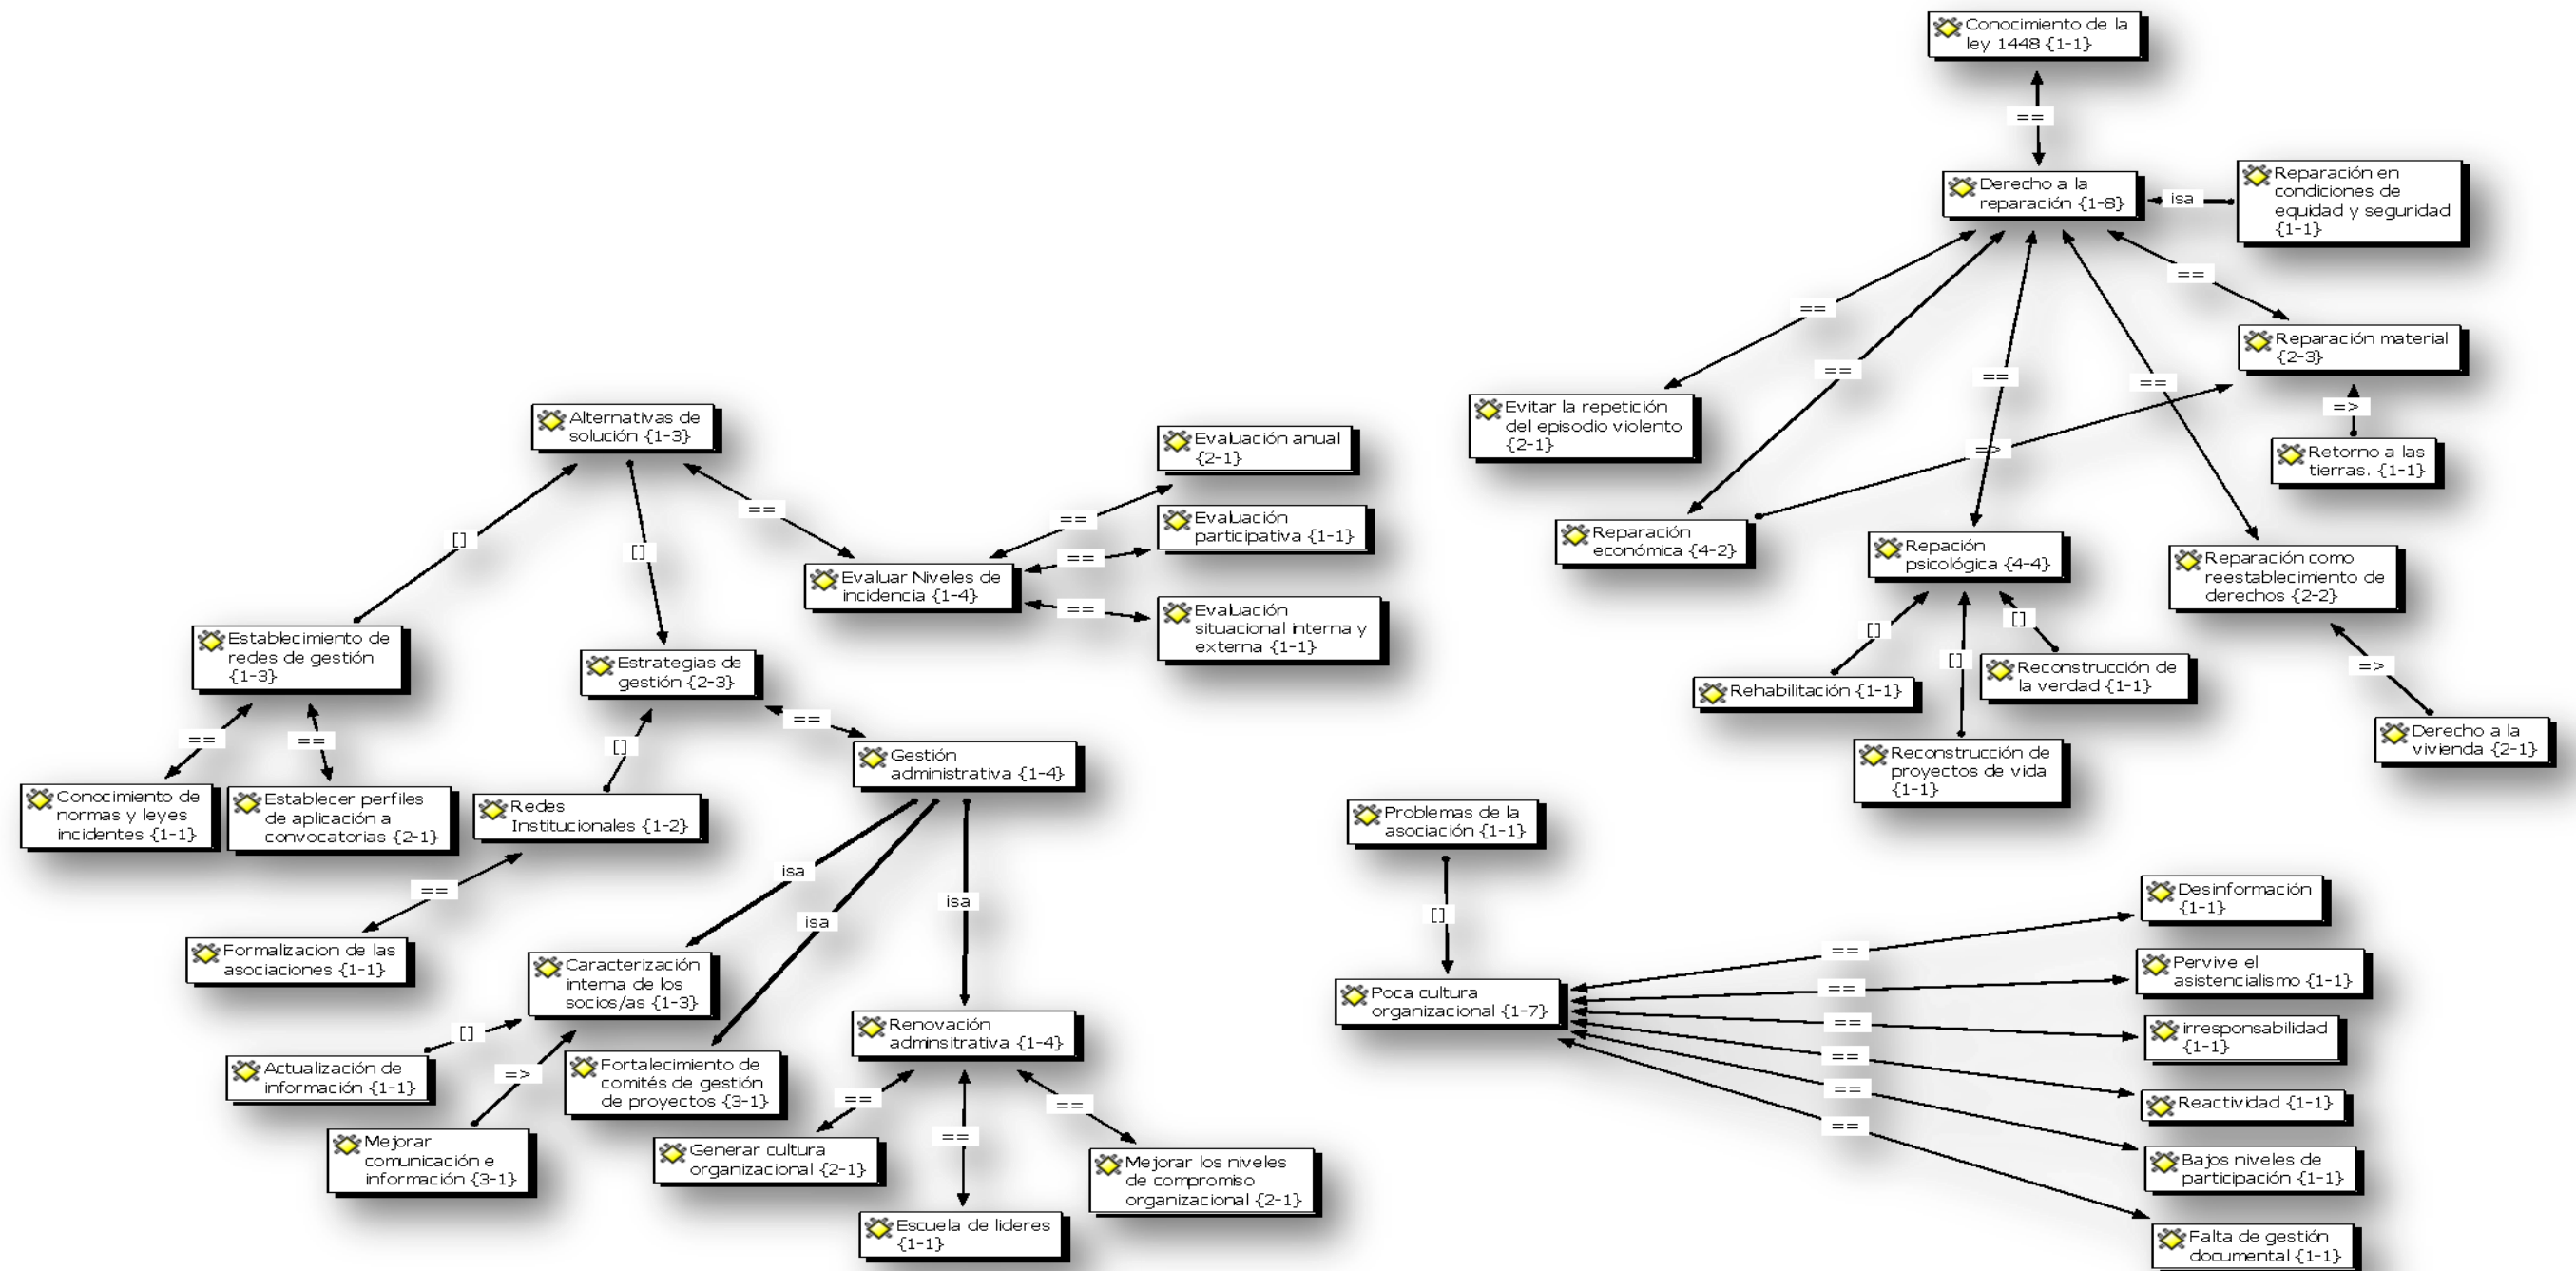 Conocimiento de la
ley 1448 {1-1}
==
Derecho a la
reparación {1-8}
isa
Reparación en
condiciones de
equidad y seguridad
{1-1}
==
==
==
==
==
Reparación material
{2-3}
=>
Retorno a las
tierras. {1-1}
Evitar la repetición
del episodio violento
{2-1}
=>
Reparación
económica {4-2}
Repación
psicológica {4-4}
Reparación como
reestablecimiento de
derechos {2-2}
[]
[]
[]
=>
Rehabilitación {1-1}
Reconstrucción de
la verdad {1-1}
Reconstrucción de
proyectos de vida
{1-1}
Derecho a la
vivienda {2-1}
Alternativas de
solución {1-3}
[]
[]
==
Evaluación anual
{2-1}
==
Evaluación
participativa {1-1}
==
Evaluar Niveles de
incidencia {1-4}
==
Evaluación
situacional interna y
externa {1-1}
Establecimiento de
redes de gestión
{1-3}
Estrategias de
gestión {2-3}
==
==
[]
==
Conocimiento de
normas y leyes
incidentes {1-1}
Establecer perfiles
de aplicación a
convocatorias {2-1}
Redes
Institucionales {1-2}
Gestión
administrativa {1-4}
==
isa
isa
isa
Formalizacion de las
asociaciones {1-1}
Caracterización
interna de los
socios/as {1-3}
[]
=>
Actualización de
información {1-1}
Fortalecimiento de
comités de gestión
de proyectos {3-1}
Renovación
adminsitrativa {1-4}
Mejorar
comunicación e
información {3-1}
==
==
==
Generar cultura
organizacional {2-1}
Mejorar los niveles
de compromiso
organizacional {2-1}
Escuela de lideres
{1-1}
Problemas de la
asociación {1-1}
[]
Poca cultura
organizacional {1-7}
==
==
==
==
==
==
Desinformación
{1-1}
Pervive el
asistencialismo {1-1}
irresponsabilidad
{1-1}
Reactividad {1-1}
Bajos niveles de
participación {1-1}
Falta de gestión
documental {1-1}